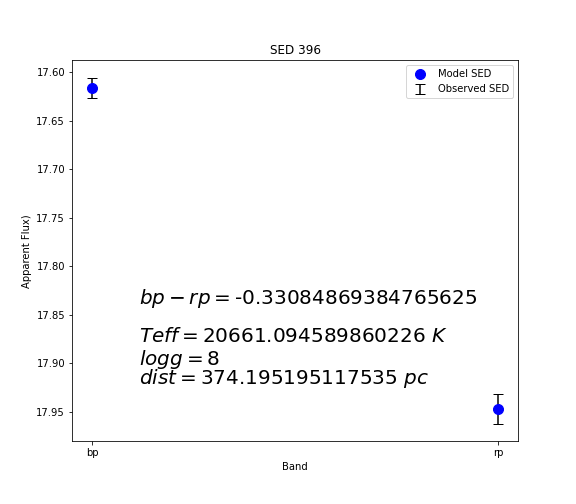 SED 396
17.60
Model SED
Observed SED
17.65
17.70
17.75
17.80
bp − rp = -0.33084869384765625
17.85
Teff = 20661.094589860226 K
logg = 8
17.90
dist = 374.195195117535 pc
17.95
Apparent Flux)
bp
rp
Band